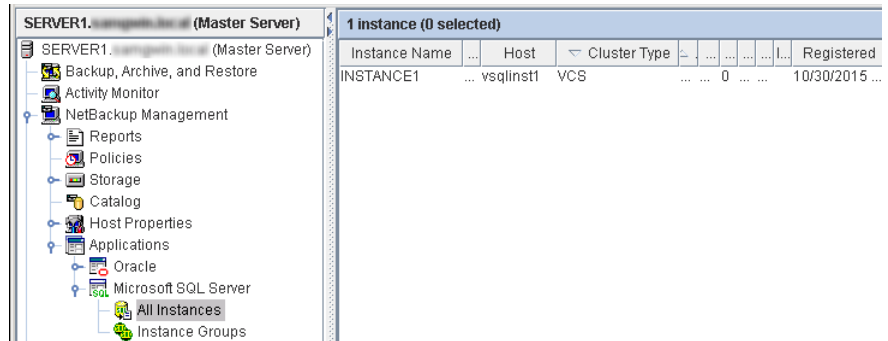 SERVER1. (Master Server)
SERVER1. (Master Server)
Backup, Archive, and Restore
Activity Monitor
NetBackup Management
Reports
Policies
Storage
Catalog
Host Properties
Applications
Oracle
Microsoft SQL Server
All Instances
Instance Groups
1 instance (0 selected)
Instance Name ... Host Cluster Type ... ... ... ... I... Registered
INSTANCE1 ... vsqlinst1 VCS ... ... 0 ... ... 10/30/2015 ...